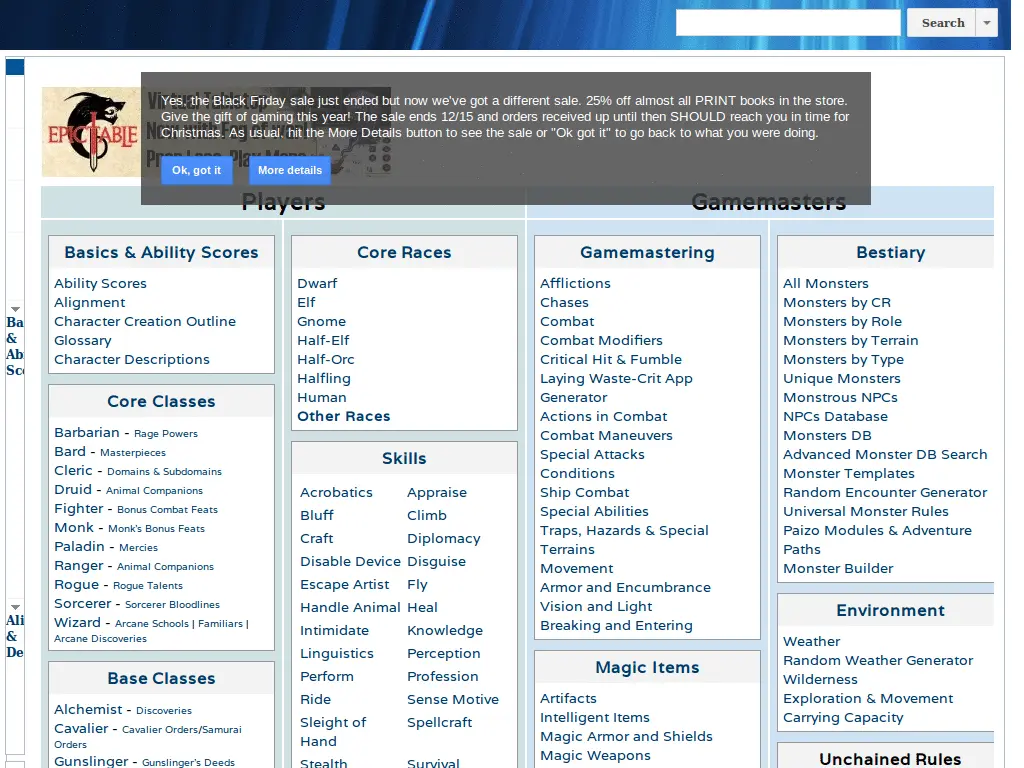 Search
Yes, the Black Friday sale just ended but now we've got a different sale. 25% off almost all PRINT books in the store.
Give the gift of gaming this year! The sale ends 12/15 and orders received up until then SHOULD reach you in time for
Christmas. As usual, hit the More Details button to see the sale or "Ok got it" to go back to what you were doing.
Ok, got it
More details
EPIC TABLE
Virtual Tabletop
Players
Gamemasters
Ba
&
Ab
Sc
Ali
&
De
Basics & Ability Scores
Ability Scores
Alignment
Character Creation Outline
Glossary
Character Descriptions
Core Classes
Barbarian - Rage Powers
Bard - Masterpieces
Cleric - Domains & Subdomains
Druid - Animal Companions
Fighter - Bonus Combat Feats
Monk - Monk's Bonus Feats
Paladin - Mercies
Ranger - Animal Companions
Rogue - Rogue Talents
Sorcerer - Sorcerer Bloodlines
Wizard - Arcane Schools | Familiars |
Arcane Discoveries
Base Classes
Alchemist - Discoveries
Cavalier - Cavalier Orders/Samurai
Orders
Gunslinger - Gunslinger's Deeds
Core Races
Dwarf
Elf
Gnome
Half-Elf
Half-Orc
Halfling
Human
Other Races
Skills
Acrobatics Appraise
Bluff Climb
Craft Diplomacy
Disable Device Disguise
Escape Artist Fly
Handle Animal Heal
Intimidate Knowledge
Linguistics Perception
Perform Profession
Ride Sense Motive
Sleight of Spellcraft
Hand
Stealth Survival
Gamemastering
Afflictions
Chases
Combat
Combat Modifiers
Critical Hit & Fumble
Laying Waste-Crit App
Generator
Actions in Combat
Combat Maneuvers
Special Attacks
Conditions
Ship Combat
Special Abilities
Traps, Hazards & Special
Terrains
Movement
Armor and Encumbrance
Vision and Light
Breaking and Entering
Magic Items
Artifacts
Intelligent Items
Magic Armor and Shields
Magic Weapons
Bestiary
All Monsters
Monsters by CR
Monsters by Role
Monsters by Terrain
Monsters by Type
Unique Monsters
Monstrous NPCs
NPCs Database
Monsters DB
Advanced Monster DB Search
Monster Templates
Random Encounter Generator
Universal Monster Rules
Paizo Modules & Adventure
Paths
Monster Builder
Environment
Weather
Random Weather Generator
Wilderness
Exploration & Movement
Carrying Capacity
Unchained Rules